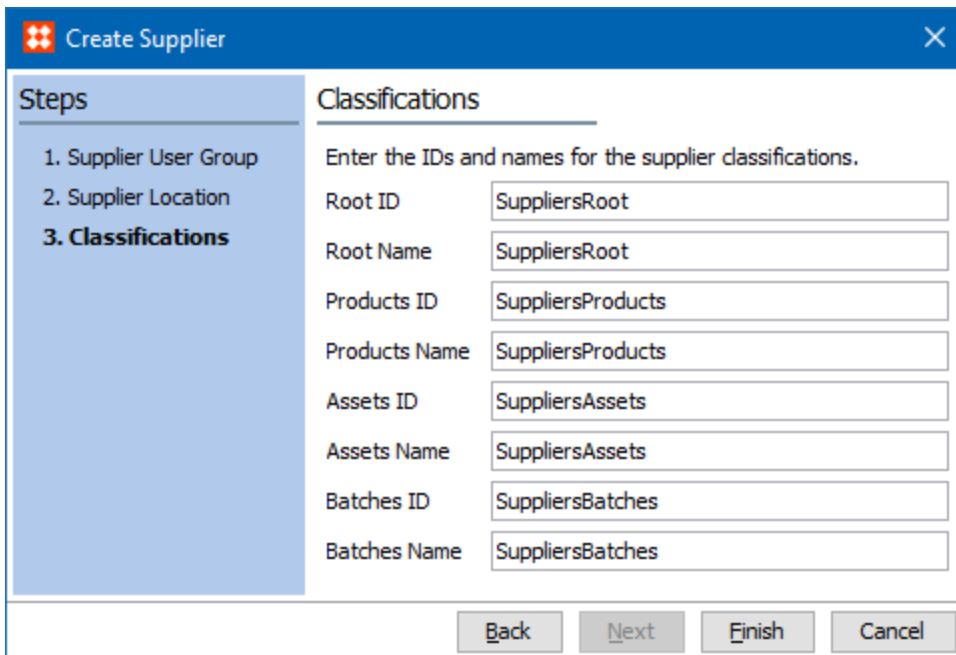 Create Supplier
Steps
1. Supplier User Group
2. Supplier Location
3. Classifications
Classifications
Enter the IDs and names for the supplier classifications.
Root ID SuppliersRoot
Root Name SuppliersRoot
Products ID SuppliersProducts
Products Name SuppliersProducts
Assets ID SuppliersAssets
Assets Name SuppliersAssets
Batches ID SuppliersBatches
Batches Name SuppliersBatches
Back Next Finish Cancel